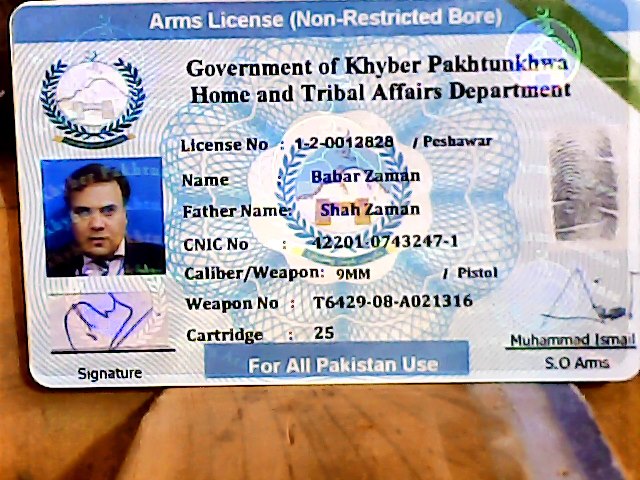 Arms License (Non-Restricted Bore)
Government of Khyber Pakhtunkhwa
Home and Tribal Affairs Department
License No : 1-2-0012828 / Peshawar
Name Babar Zaman
Father Name: Shah Zaman
CNIC No : 42201-0743247-1
Caliber/Weapon: 9MM / Pistol
Weapon No : T6429-08-A021316
Cartridge : 25
Muhammad Ismail
For All Pakistan Use
S.O Arms
Signature